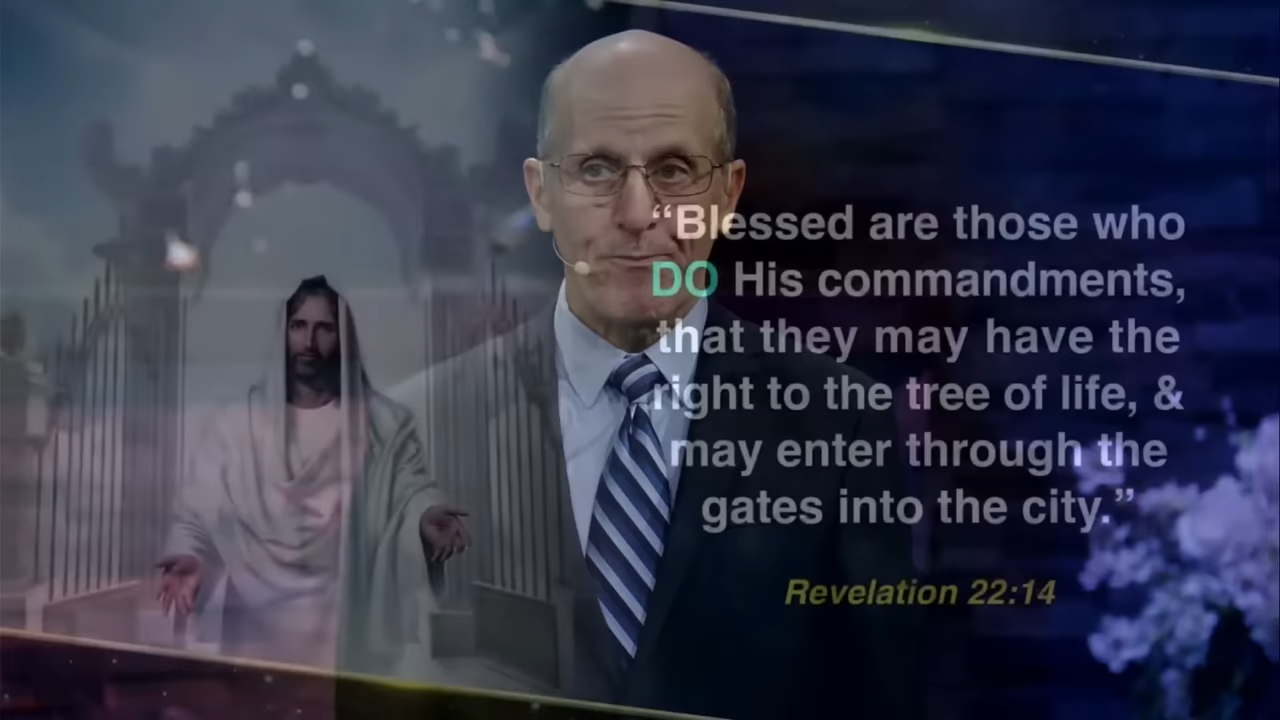 “Blessed are those who
DO His commandments,
that they may have the
right to the tree of life, &
may enter through the
gates into the city.”
Revelation 22:14